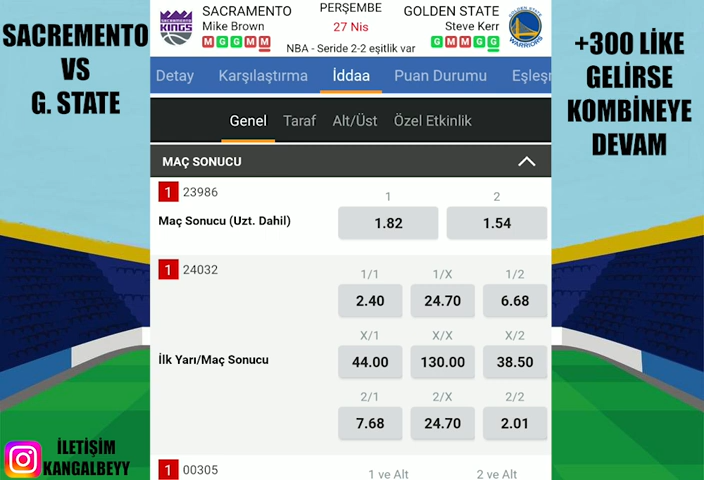 SACREMENTO
VS
G. STATE
+300 LİKE
GELİRSE
KOMBİNEYE
DEVAM
SACRAMENTO
KINGS
SACRAMENTO
Mike Brown
M G G M M
PERŞEMBE
27 Nis
NBA - Seride 2-2 eşitlik var
GOLDEN STATE
Steve Kerr
G M M G G
WARRIORS
Detay Karşılaştırma İddaa Puan Durumu Eşleşm
Genel Taraf Alt/Üst Özel Etkinlik
MAÇ SONUCU
1 23986
Maç Sonucu (Uzt. Dahil)
1 2
1.82 1.54
1 24032
İlk Yarı/Maç Sonucu
1/1 1/X 1/2
2.40 24.70 6.68
X/1 X/X X/2
44.00 130.00 38.50
2/1 2/X 2/2
7.68 24.70 2.01
1 00305
1 ve Alt 2 ve Alt
İLETİŞİM
KANGALBEYY